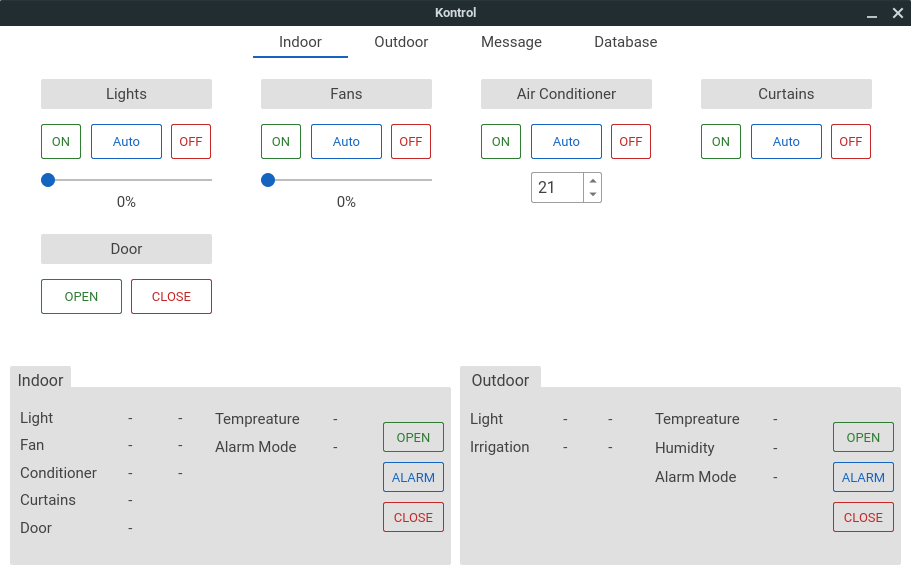 Kontrol
Indoor Outdoor Message Database
Lights Fans Air Conditioner Curtains
ON Auto OFF ON Auto OFF ON Auto OFF ON Auto OFF
21
0% 0%
Door
OPEN CLOSE
Indoor Outdoor
Light - - Tempreature - Light - - Tempreature -
OPEN OPEN
Fan - - Alarm Mode - Irrigation - - Humidity -
Conditioner - - ALARM Alarm Mode - ALARM
Curtains -
CLOSE CLOSE
Door -